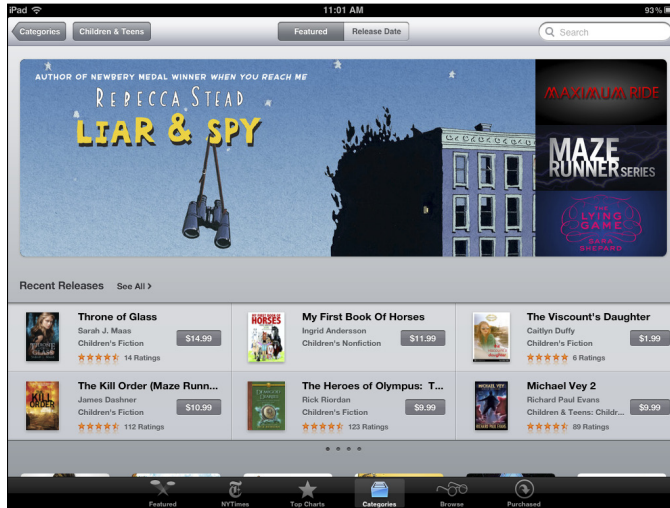 iPad 11:01 AM 93%
Categories Children & Teens Featured Release Date Search
AUTHOR OF NEWBERY MEDAL WINNER WHEN YOU REACH ME
REBECCA STEAD
LIAR & SPY
MAXIMUM RIDE
MAZE
RUNNER SERIES
THE
LYING
GAME
SARA
SHEPARD
Recent Releases See All >
Throne of Glass
Sarah J. Maas
$14.99
Children's Fiction
14 Ratings
My First Book Of Horses
Ingrid Andersson
$11.99
Children's Nonfiction
The Viscount's Daughter
Caitlyn Duffy
$1.99
Children's Fiction
6 Ratings
The Kill Order (Maze Runn...
James Dashner
$10.99
Children's Fiction
112 Ratings
The Heroes of Olympus: T...
Rick Riordan
$9.99
Children's Fiction
123 Ratings
Michael Vey 2
Richard Paul Evans
$9.99
Children & Teens: Childr...
89 Ratings
HORSES
KILL
ORDER
MICHAEL VEY
Featured NYTimes Top Charts Categories Browse Purchased